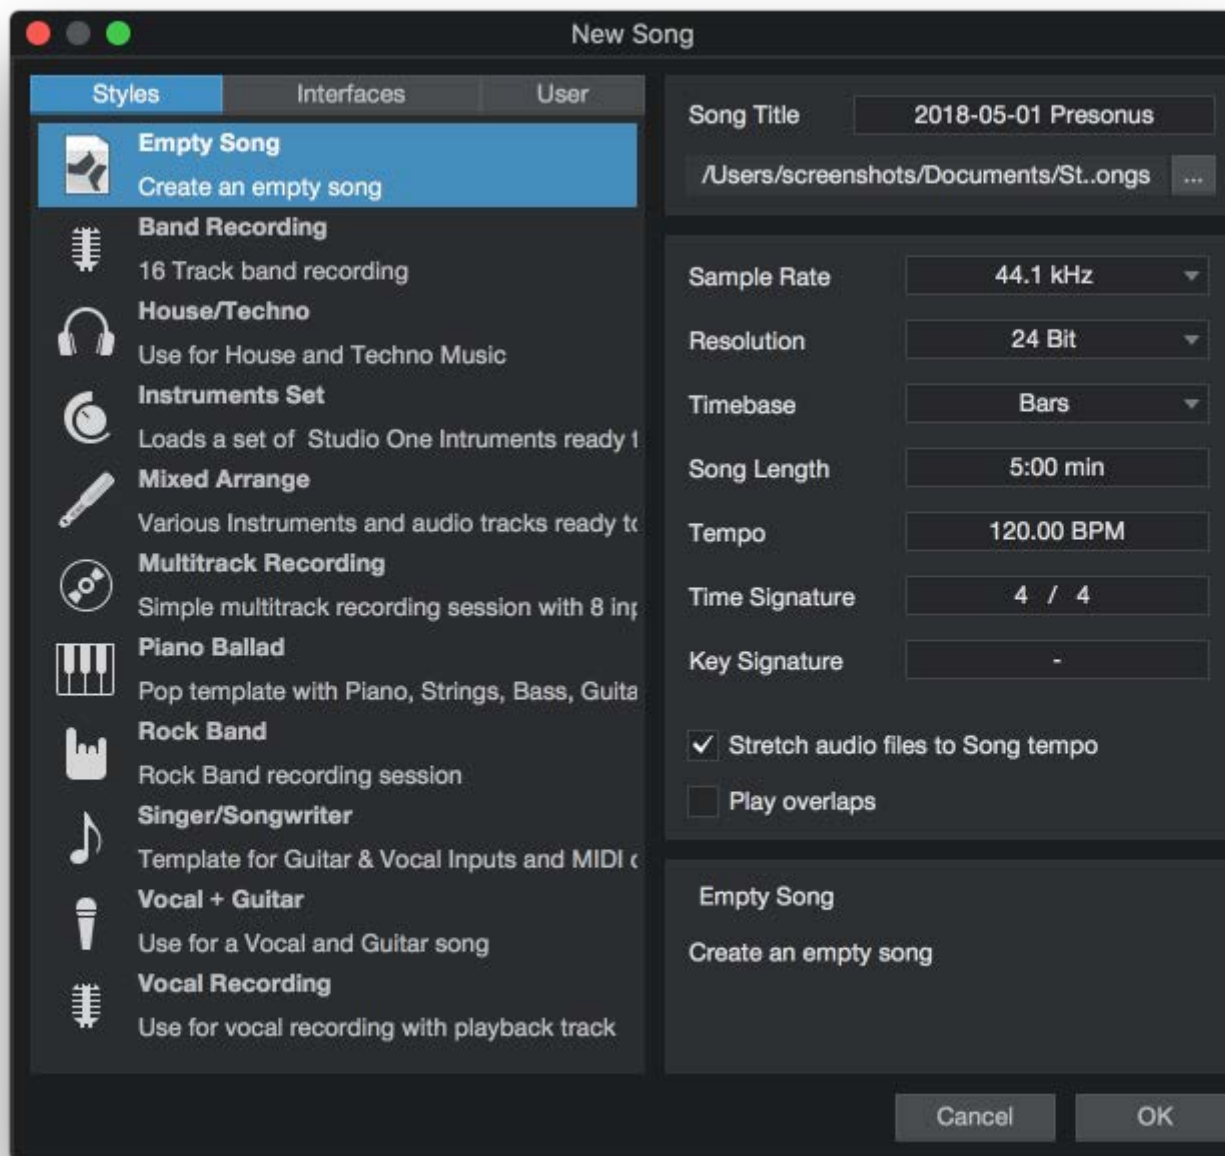 New Song
Styles Interfaces User
Empty Song
Create an empty song
Band Recording
16 Track band recording
House/Techno
Use for House and Techno Music
Instruments Set
Loads a set of  Studio One Intruments ready
Mixed Arrange
Various Instruments and audio tracks ready
Multitrack Recording
Simple multitrack recording session with 8
Piano Ballad
Pop template with Piano, Strings, Bass,
Rock Band
Rock Band recording session
Singer/Songwriter
Template for Guitar & Vocal Inputs and MIDI
Vocal + Guitar
Use for a Vocal and Guitar song
Vocal Recording
Use for vocal recording with playback track
Song Title 2018-05-01 Presonus
/Users/screenshots/Documents/St..ongs ...
Sample Rate 44.1 kHz
Resolution 24 Bit
Timebase Bars
Song Length 5:00 min
Tempo 120.00 BPM
Time Signature 4 / 4
Key Signature -
Stretch audio files to Song tempo
Play overlaps
Empty Song
Create an empty song
Cancel OK